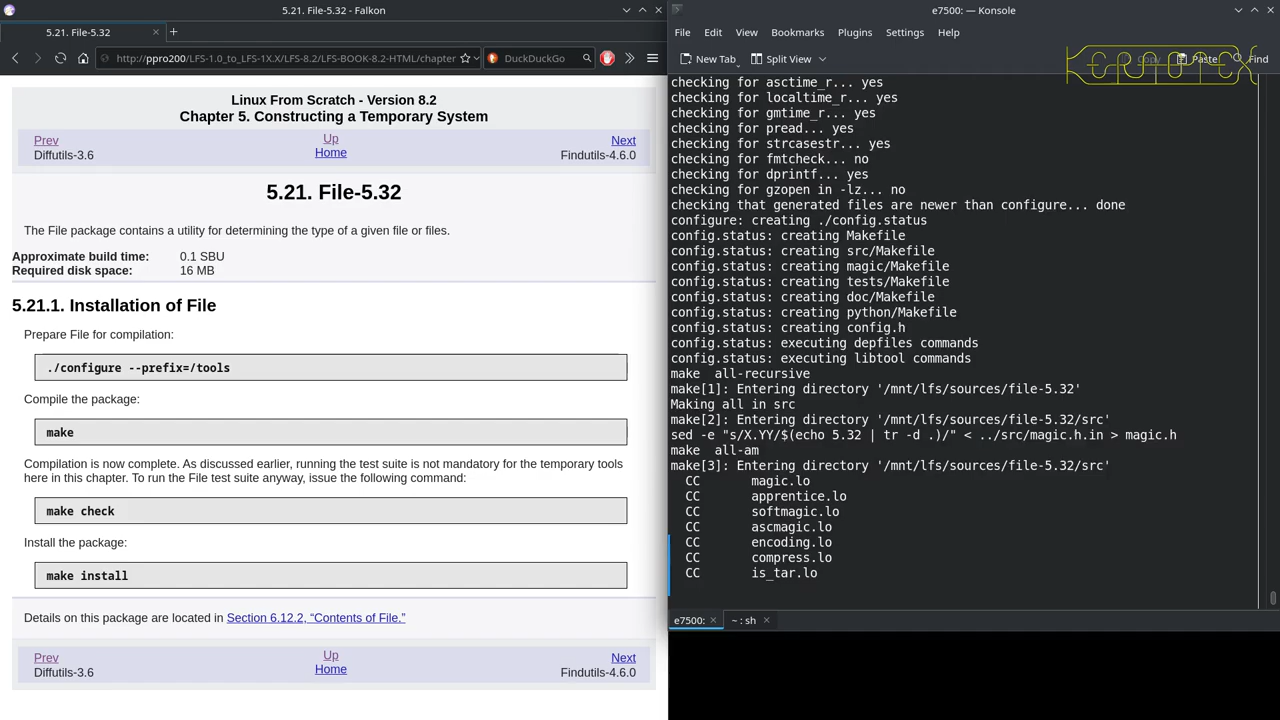 5.21. File-5.32 - Falkon
5.21. File-5.32
http://ppro200/LFS-1.0_to_LFS-1X.X/LFS-8.2/LFS-BOOK-8.2-HTML/chapter
DuckDuckGo
Linux From Scratch - Version 8.2
Chapter 5. Constructing a Temporary System
Prev Up Next
Diffutils-3.6 Home Findutils-4.6.0
5.21. File-5.32
The File package contains a utility for determining the type of a given file or files.
Approximate build time: 0.1 SBU
Required disk space: 16 MB
5.21.1. Installation of File
Prepare File for compilation:
./configure --prefix=/tools
Compile the package:
make
Compilation is now complete. As discussed earlier, running the test suite is not mandatory for the temporary tools
here in this chapter. To run the File test suite anyway, issue the following command:
make check
Install the package:
make install
Details on this package are located in Section 6.12.2, “Contents of File.”
Prev Up Next
Diffutils-3.6 Home Findutils-4.6.0
e7500: — Konsole
File Edit View Bookmarks Plugins Settings Help
New Tab Split View Copy Paste Find
checking for asctime_r... yes
checking for localtime_r... yes
checking for gmtime_r... yes
checking for pread... yes
checking for strcasestr... yes
checking for fmtcheck... no
checking for dprintf... yes
checking for gzopen in -lz... no
checking that generated files are newer than configure... done
configure: creating ./config.status
config.status: creating Makefile
config.status: creating src/Makefile
config.status: creating magic/Makefile
config.status: creating tests/Makefile
config.status: creating doc/Makefile
config.status: creating python/Makefile
config.status: creating config.h
config.status: executing depfiles commands
config.status: executing libtool commands
make  all-recursive
make[1]: Entering directory '/mnt/lfs/sources/file-5.32'
Making all in src
make[2]: Entering directory '/mnt/lfs/sources/file-5.32/src'
sed -e "s/X.YY/$(echo 5.32 | tr -d .)/" < ../src/magic.h.in > magic.h
make  all-am
make[3]: Entering directory '/mnt/lfs/sources/file-5.32/src'
CC magic.lo
CC apprentice.lo
CC softmagic.lo
CC ascmagic.lo
CC encoding.lo
CC compress.lo
CC is_tar.lo
e7500: ~ : sh